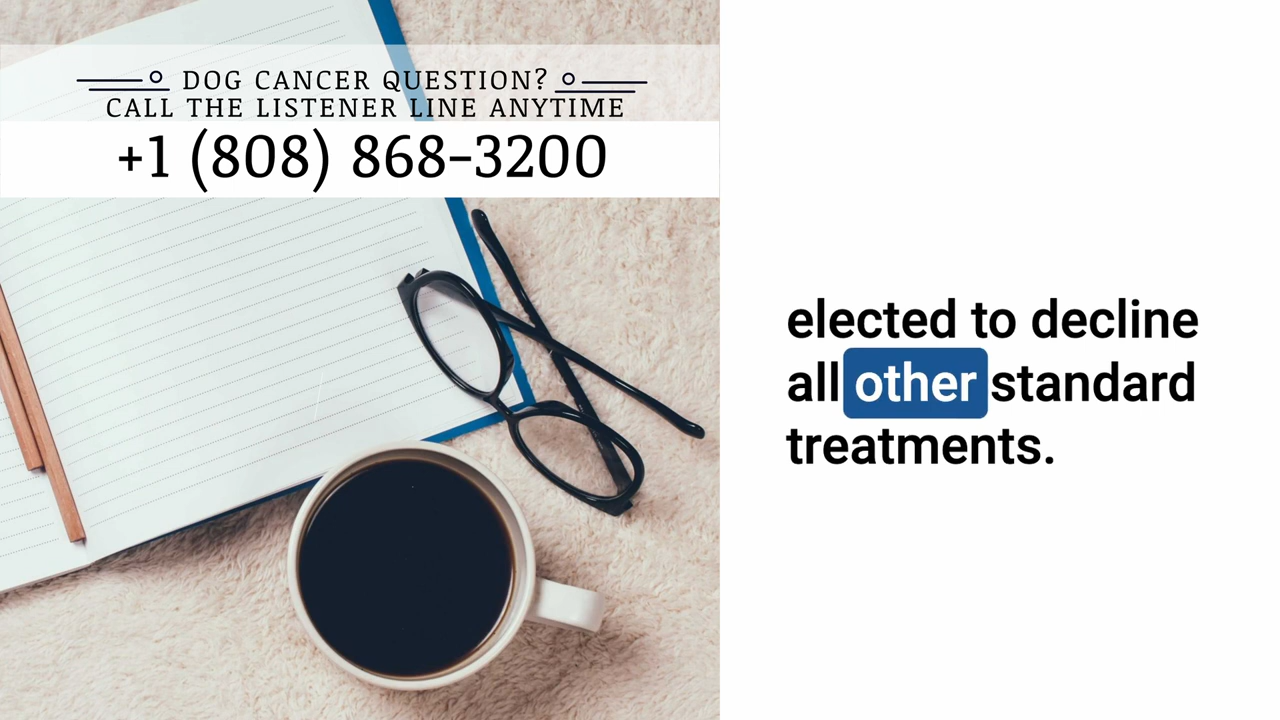 DOG CANCER QUESTION?
CALL THE LISTENER LINE ANYTIME
+1 (808) 868-3200
elected to decline
all other standard
treatments.